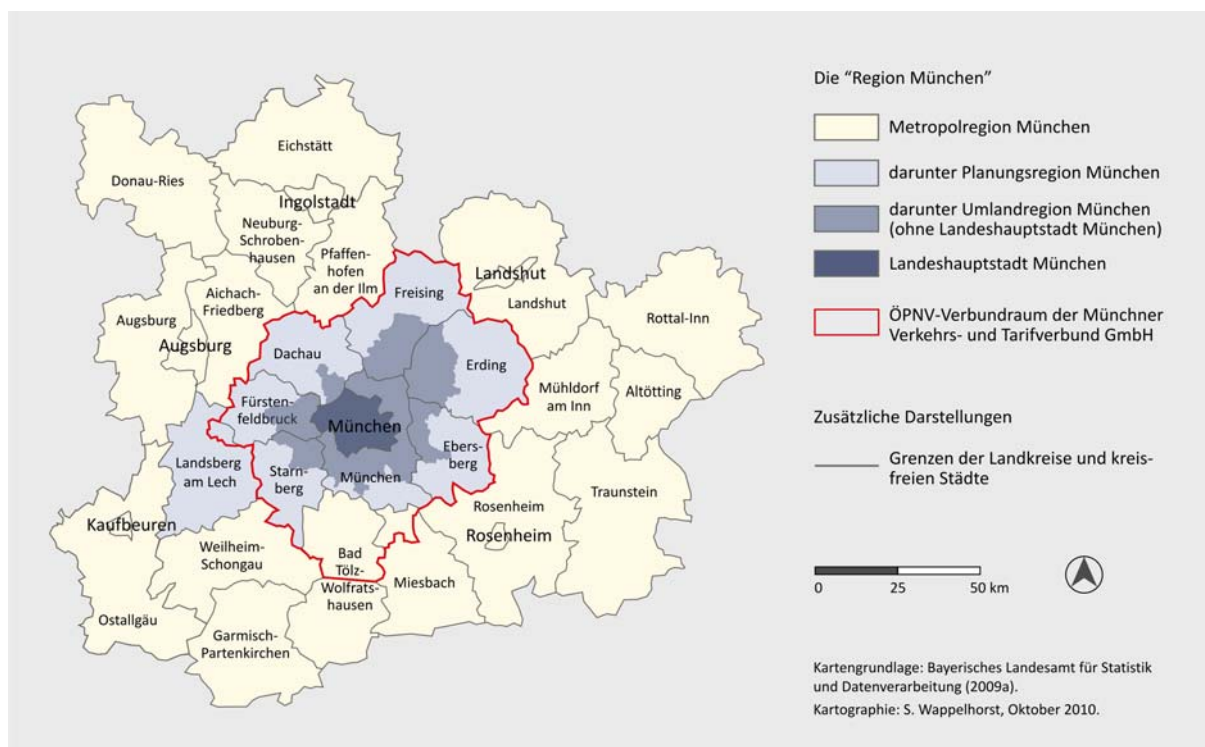 Eichstätt
Donau-Ries
Ingolstadt
Neuburg-
Schroben-
hausen
Pfaffen-
hofen
an der Ilm
Aichach-
Friedberg
Augsburg
Augsburg
Landshut
Landshut
Freising
Rottal-Inn
Dachau
Erding
Mühldorf
am Inn
Altötting
Fürsten-
feldbruck
München
Ebers-
berg
Landsberg
am Lech
Starn-
berg
München
Traunstein
Kaufbeuren
Rosenheim
Rosenheim
Weilheim-
Schongau
Bad
Tölz-
Wolfrats-
hausen
Miesbach
Ostallgäu
Garmisch-
Partenkirchen
Die “Region München”
Metropolregion München
darunter Planungsregion München
darunter Umlandregion München
(ohne Landeshauptstadt München)
Landeshauptstadt München
ÖPNV-Verbundraum der Münchner
Verkehrs- und Tarifverbund GmbH
Zusätzliche Darstellungen
Grenzen der Landkreise und kreis-
freien Städte
0 25 50 km
Kartengrundlage: Bayerisches Landesamt für Statistik
und Datenverarbeitung (2009a).
Kartographie: S. Wappelhorst, Oktober 2010.